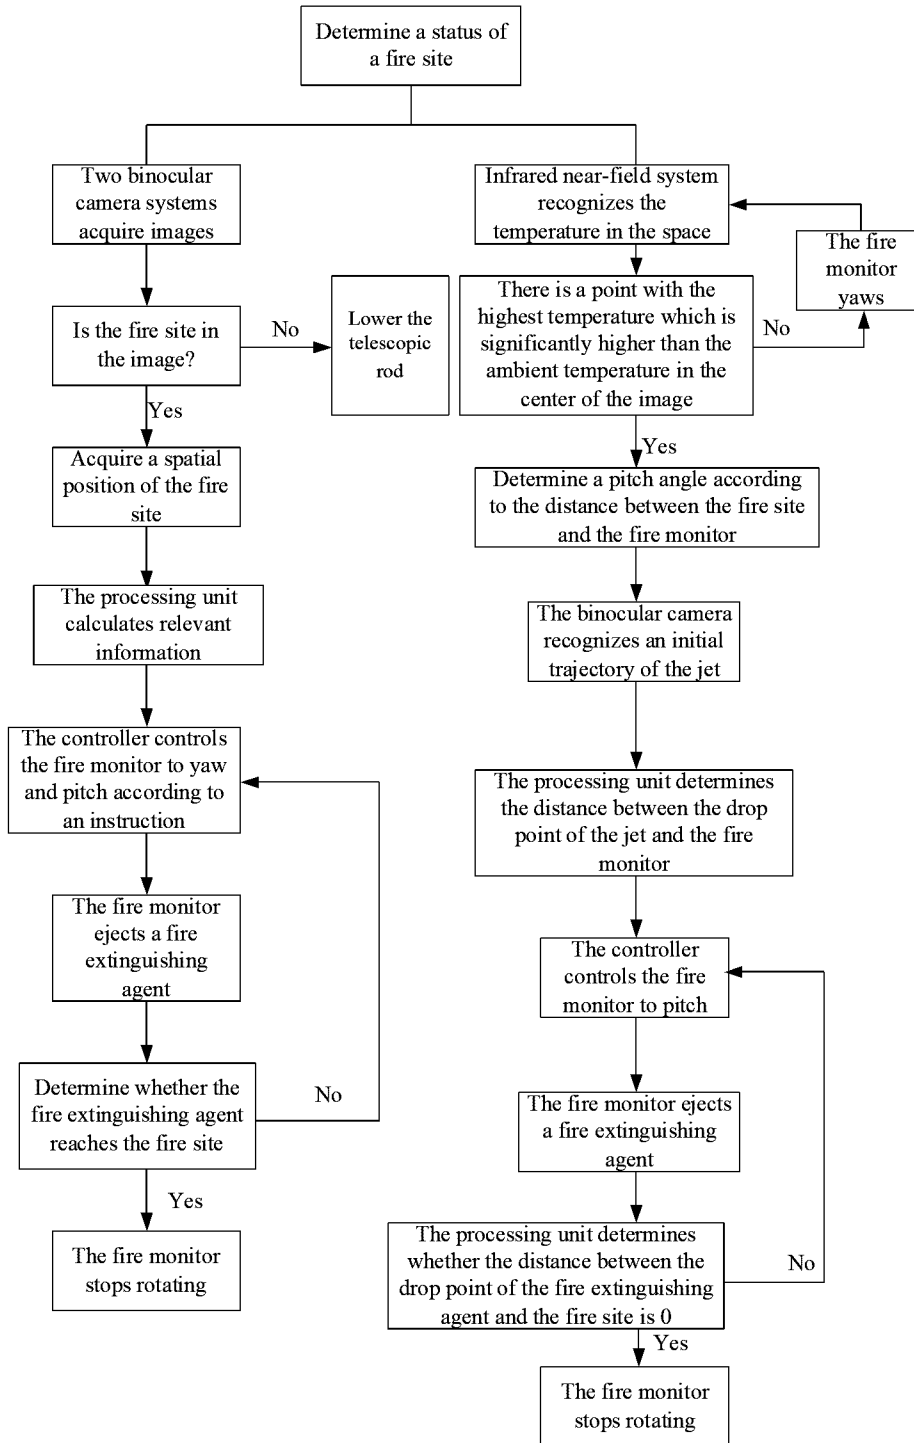 Determine a status of
a fire site
Two binocular
camera systems
acquire images
Is the fire site in
the image?
No
Lower the
telescopic
rod
Yes
Acquire a spatial
position of the fire
site
The processing unit
calculates relevant
information
The controller controls
the fire monitor to yaw
and pitch according to
an instruction
The fire monitor
ejects a fire
extinguishing
agent
Determine whether the
fire extinguishing agent
reaches the fire site
No
Yes
The fire monitor
stops rotating
Infrared near-field system
recognizes the
temperature in the space
The fire
monitor
yaws
There is a point with the
highest temperature which is
significantly higher than the
ambient temperature in the
center of the image
No
Yes
Determine a pitch angle according
to the distance between the fire site
and the fire monitor
The binocular camera
recognizes an initial
trajectory of the jet
The processing unit determines
the distance between the drop
point of the jet and the fire
monitor
The controller
controls the fire
monitor to pitch
The fire monitor ejects
a fire extinguishing
agent
The processing unit determines
whether the distance between the
drop point of the fire extinguishing
agent and the fire site is 0
No
Yes
The fire monitor
stops rotating